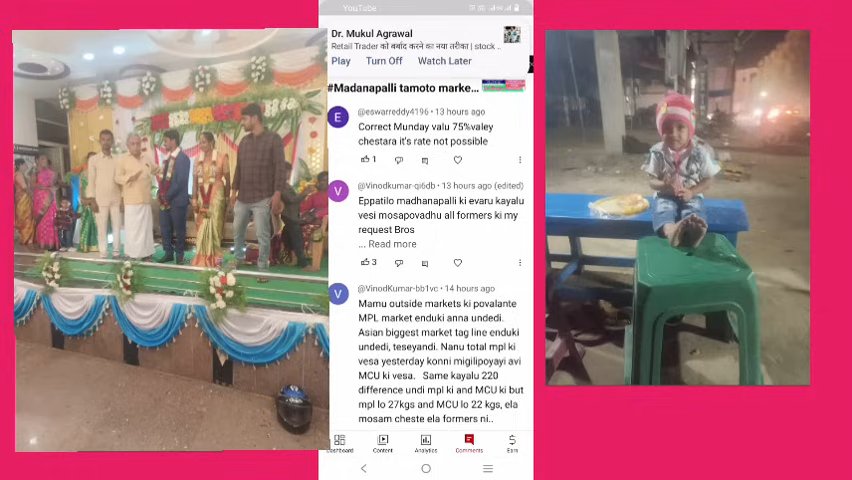 YouTube
Dr. Mukul Agrawal
Retail Trader को बर्बाद करने का नया तरीका | stock ..
Play Turn Off Watch Later
#Madanapalli tamoto marke...
E
@eswarreddy4196 • 13 hours ago
Correct Munday valu 75%valey
chestara it's rate not possible
1
V
@Vinodkumar-qi6db • 13 hours ago (edited)
Eppatilo madhanapalli ki evaru kayalu
vesi mosapovadhu all formers ki my
request Bros
... Read more
3
V
@VinodKumar-bb1vc • 14 hours ago
Mamu outside markets ki povalante
MPL market enduki anna undedi.
Asian biggest market tag line enduki
undedi, teseyandi. Nanu total mpl ki
vesa yesterday konni migilipoyayi avi
MCU ki vesa. Same kayalu 220
difference undi mpl ki and MCU ki but
mpl lo 27kgs and MCU lo 22 kgs, ela
mosam cheste ela formers ni..
Dashboard Content Analytics Comments Earn